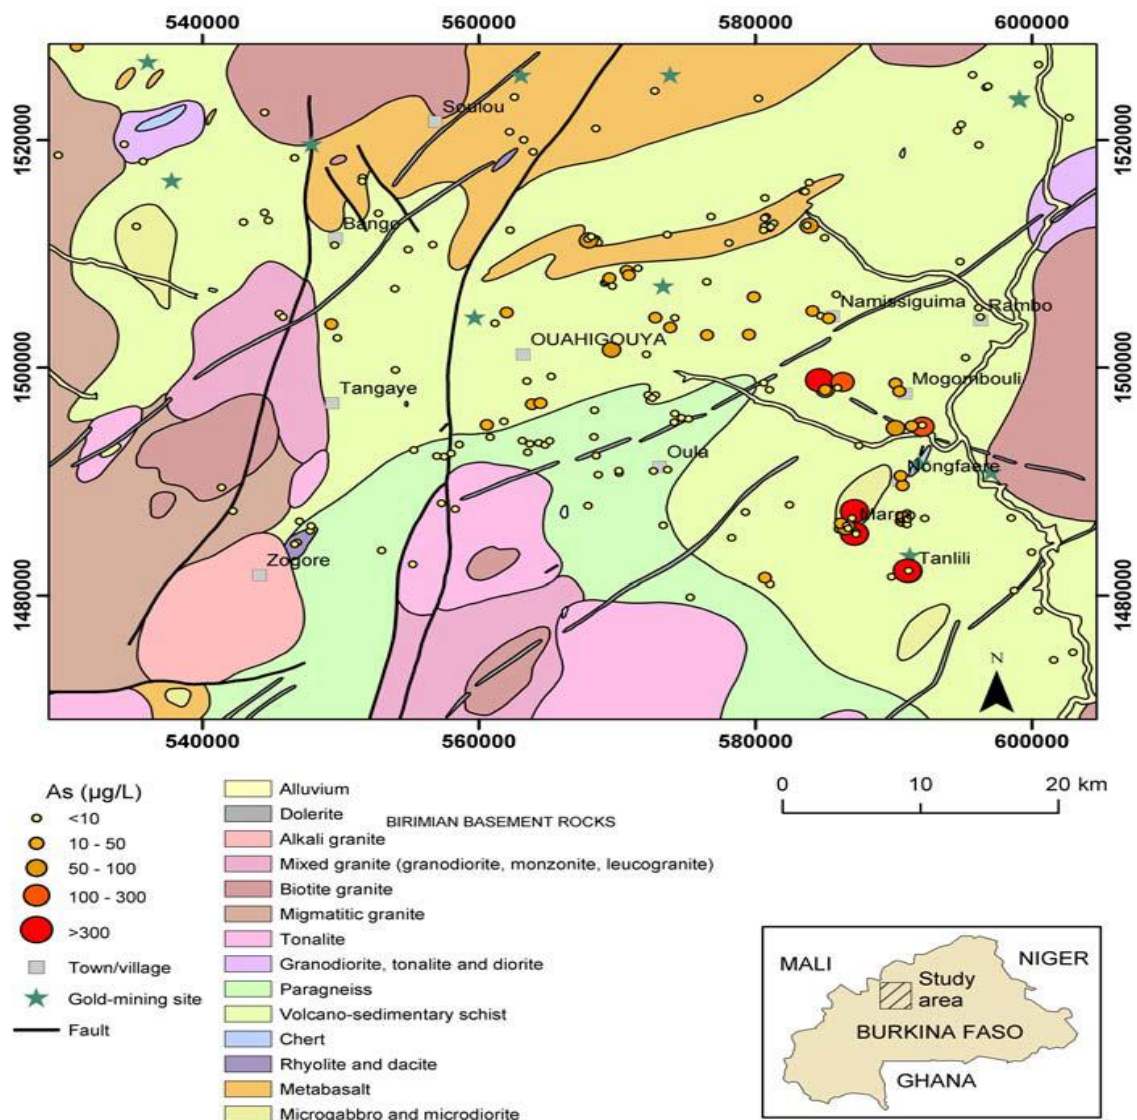 540000 560000 580000 600000
1520000
1520000
Soulou
Bango
Namissiguima
Rambo
OUAHIGOUYA
1500000
1500000
Tangaye
Mogombouli
Oula
Nongfaere
Margo
Zogore
Tanlili
1480000
1480000
N
540000 560000 580000 600000
0 10 20 km
As (µg/L)
<10
10 - 50
50 - 100
100 - 300
>300
Town/village
Gold-mining site
Fault
Alluvium
Dolerite
BIRIMIAN BASEMENT ROCKS
Alkali granite
Mixed granite (granodiorite, monzonite, leucogranite)
Biotite granite
Migmatitic granite
Tonalite
Granodiorite, tonalite and diorite
Paragneiss
Volcano-sedimentary schist
Chert
Rhyolite and dacite
Metabasalt
Microgabbro and microdiorite
MALI
NIGER
Study
area
BURKINA FASO
GHANA